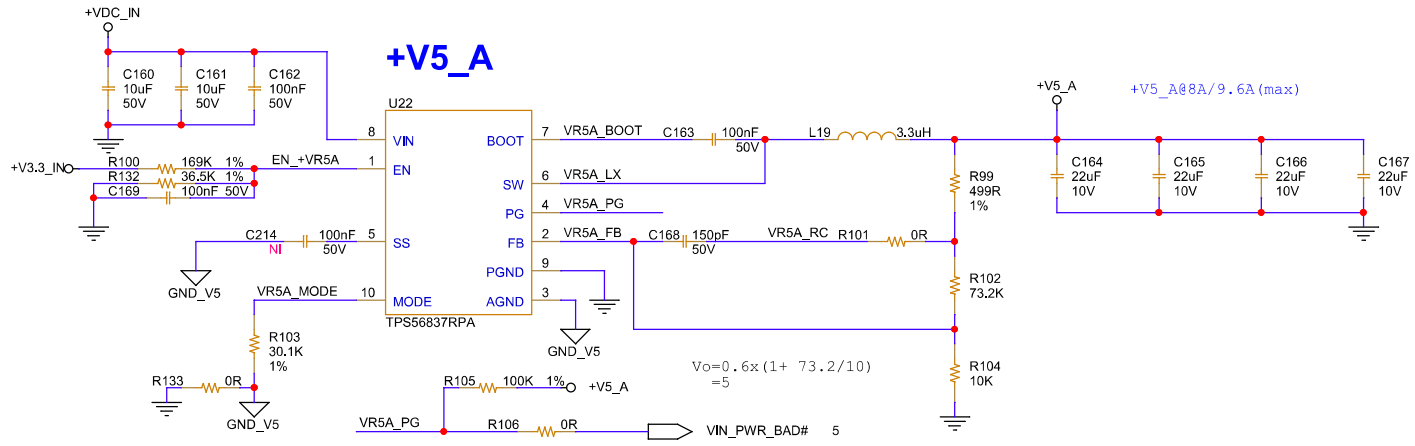 +VDC_IN
C160
10uF
50V
C161
10uF
50V
C162
100nF
50V
+V5_A
U22
8 VIN
1 EN
5 SS
10 MODE
BOOT 7
SW 6
PG 4
FB 2
PGND 9
AGND 3
TPS56837RPA
+V3.3_IN
R100 169K 1%
R132 36.5K 1%
C169 100nF 50V
EN_+VR5A
C214 100nF
NI 50V
GND_V5
VR5A_MODE
R103
30.1K
1%
R133 0R
GND_V5
VR5A_BOOT
C163 100nF
50V
VR5A_LX
VR5A_PG
VR5A_FB
C168 150pF
50V
VR5A_RC
R101 0R
GND_V5
L19 3.3uH
R99
499R
1%
R102
73.2K
R104
10K
+V5_A
+V5_A@8A/9.6A(max)
C164
22uF
10V
C165
22uF
10V
C166
22uF
10V
C167
22uF
10V
Vo=0.6x(1+ 73.2/10)
=5
R105 100K 1%
+V5_A
VR5A_PG
R106 0R
VIN_PWR_BAD# 5